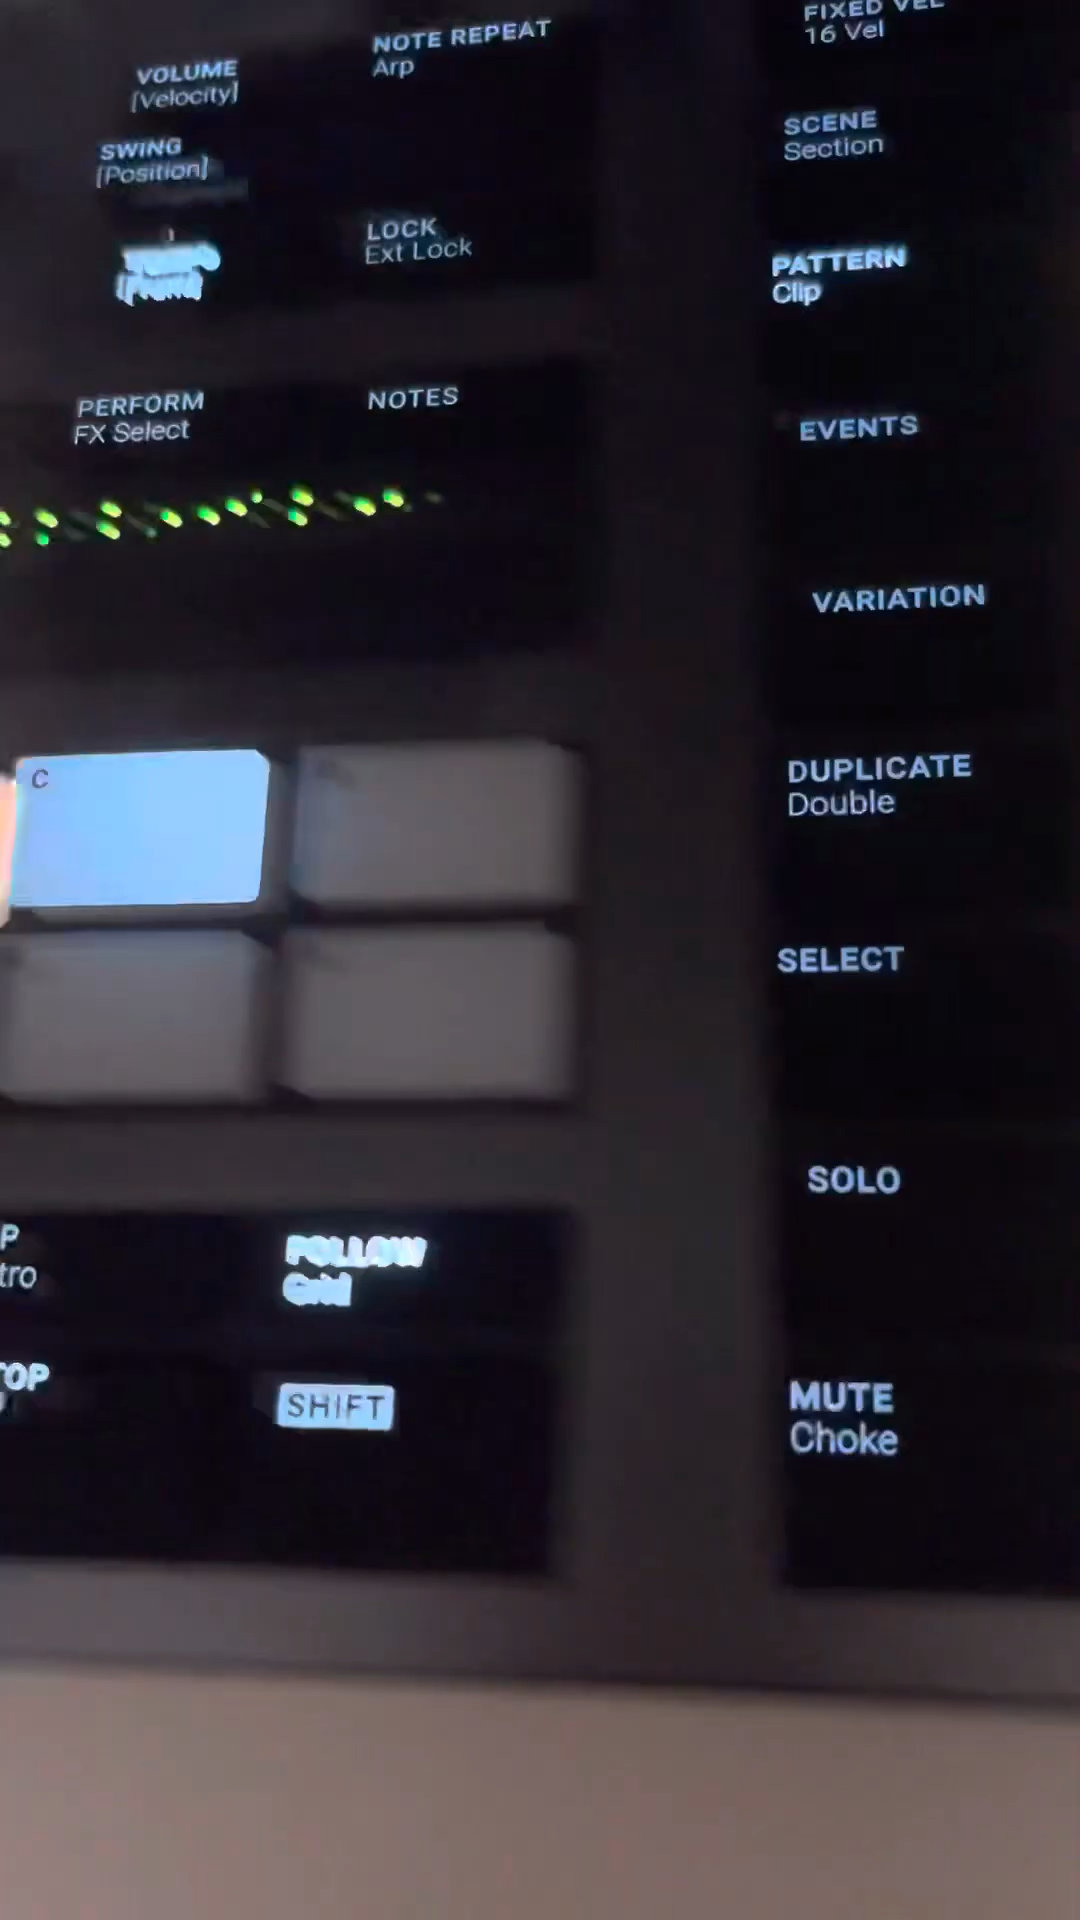 FIXED VEL
16 Vel
NOTE REPEAT
Arp
VOLUME
[Velocity]
SCENE
Section
SWING
[Position]
LOCK
Ext Lock
PATTERN
Clip
PERFORM
FX Select
NOTES
EVENTS
VARIATION
C
DUPLICATE
Double
SELECT
SOLO
P
tro
FOLLOW
Grid
TOP
SHIFT
MUTE
Choke